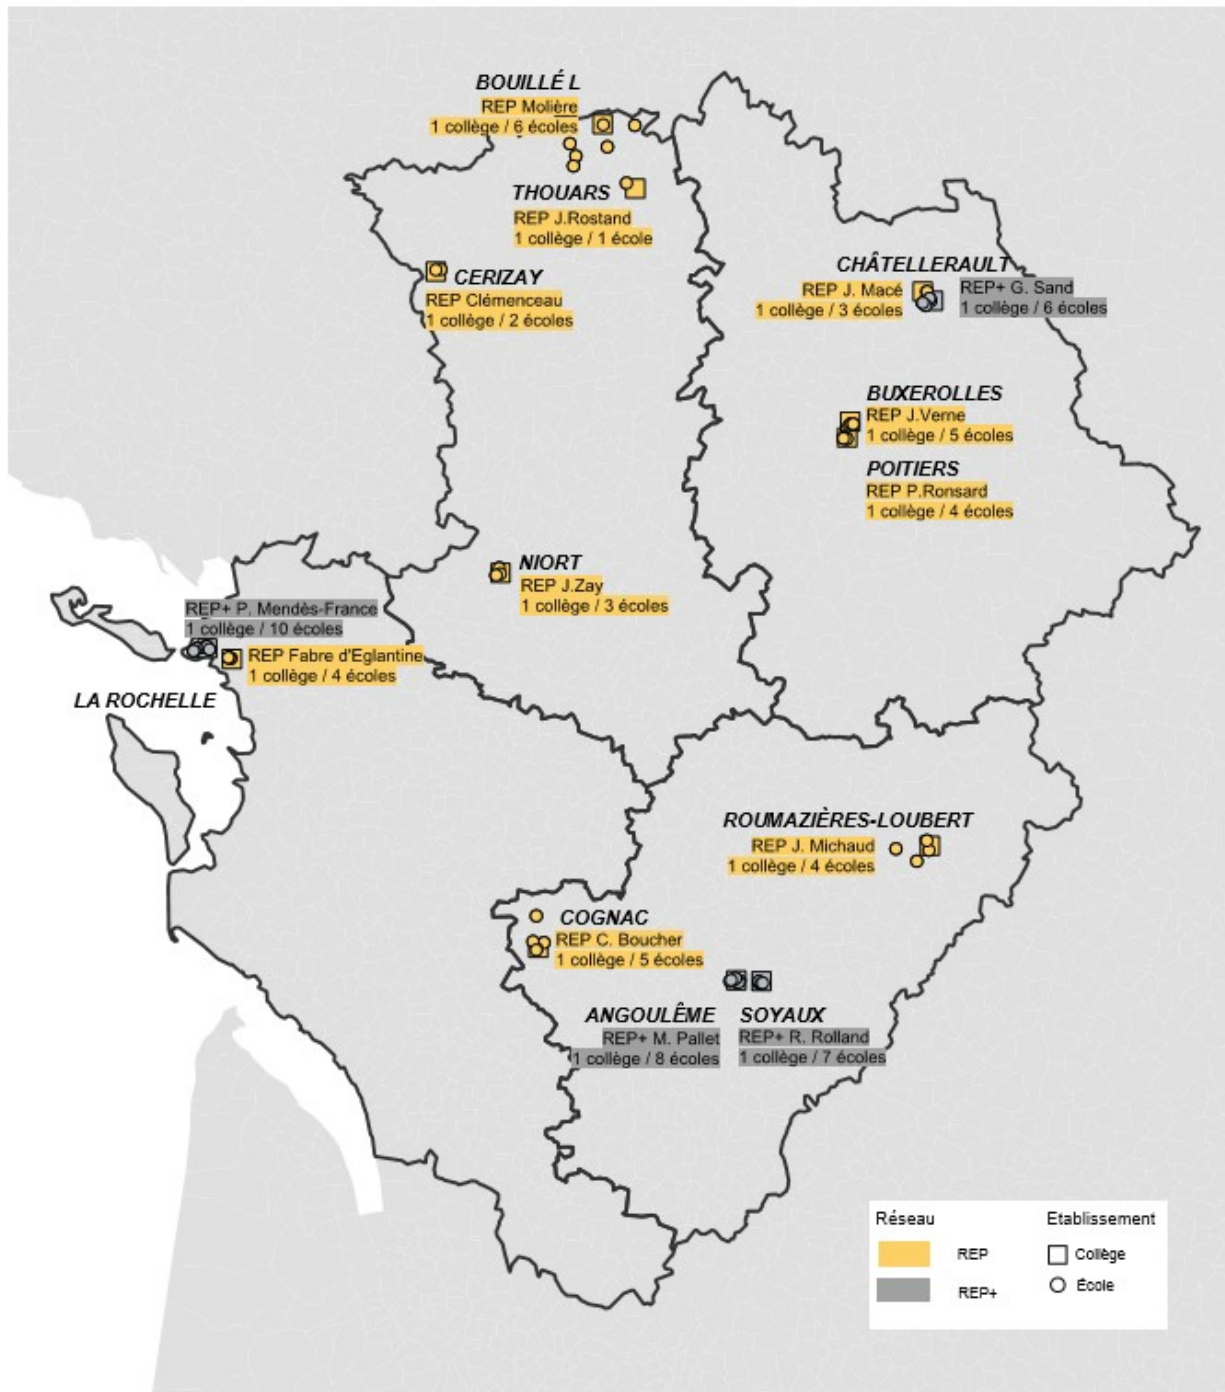 BOUILLÉ L
REP Molière
1 collège / 6 écoles
THOUARS
REP J.Rostand
1 collège / 1 école
CERIZAY
REP Clémenceau
1 collège / 2 écoles
CHÂTELLERAULT
REP J. Macé
1 collège / 3 écoles
REP+ G. Sand
1 collège / 6 écoles
BUXEROLLES
REP J.Verne
1 collège / 5 écoles
POITIERS
REP P.Ronsard
1 collège / 4 écoles
NIORT
REP J.Zay
1 collège / 3 écoles
REP+ P. Mendès-France
1 collège / 10 écoles
REP Fabre d'Eglantine
1 collège / 4 écoles
LA ROCHELLE
ROUMAZIÈRES-LOUBERT
REP J. Michaud
1 collège / 4 écoles
COGNAC
REP C. Boucher
1 collège / 5 écoles
ANGOULÊME
REP+ M. Pallet
1 collège / 8 écoles
SOYAUX
REP+ R. Rolland
1 collège / 7 écoles
Réseau
REP
REP+
Etablissement
Collège
École